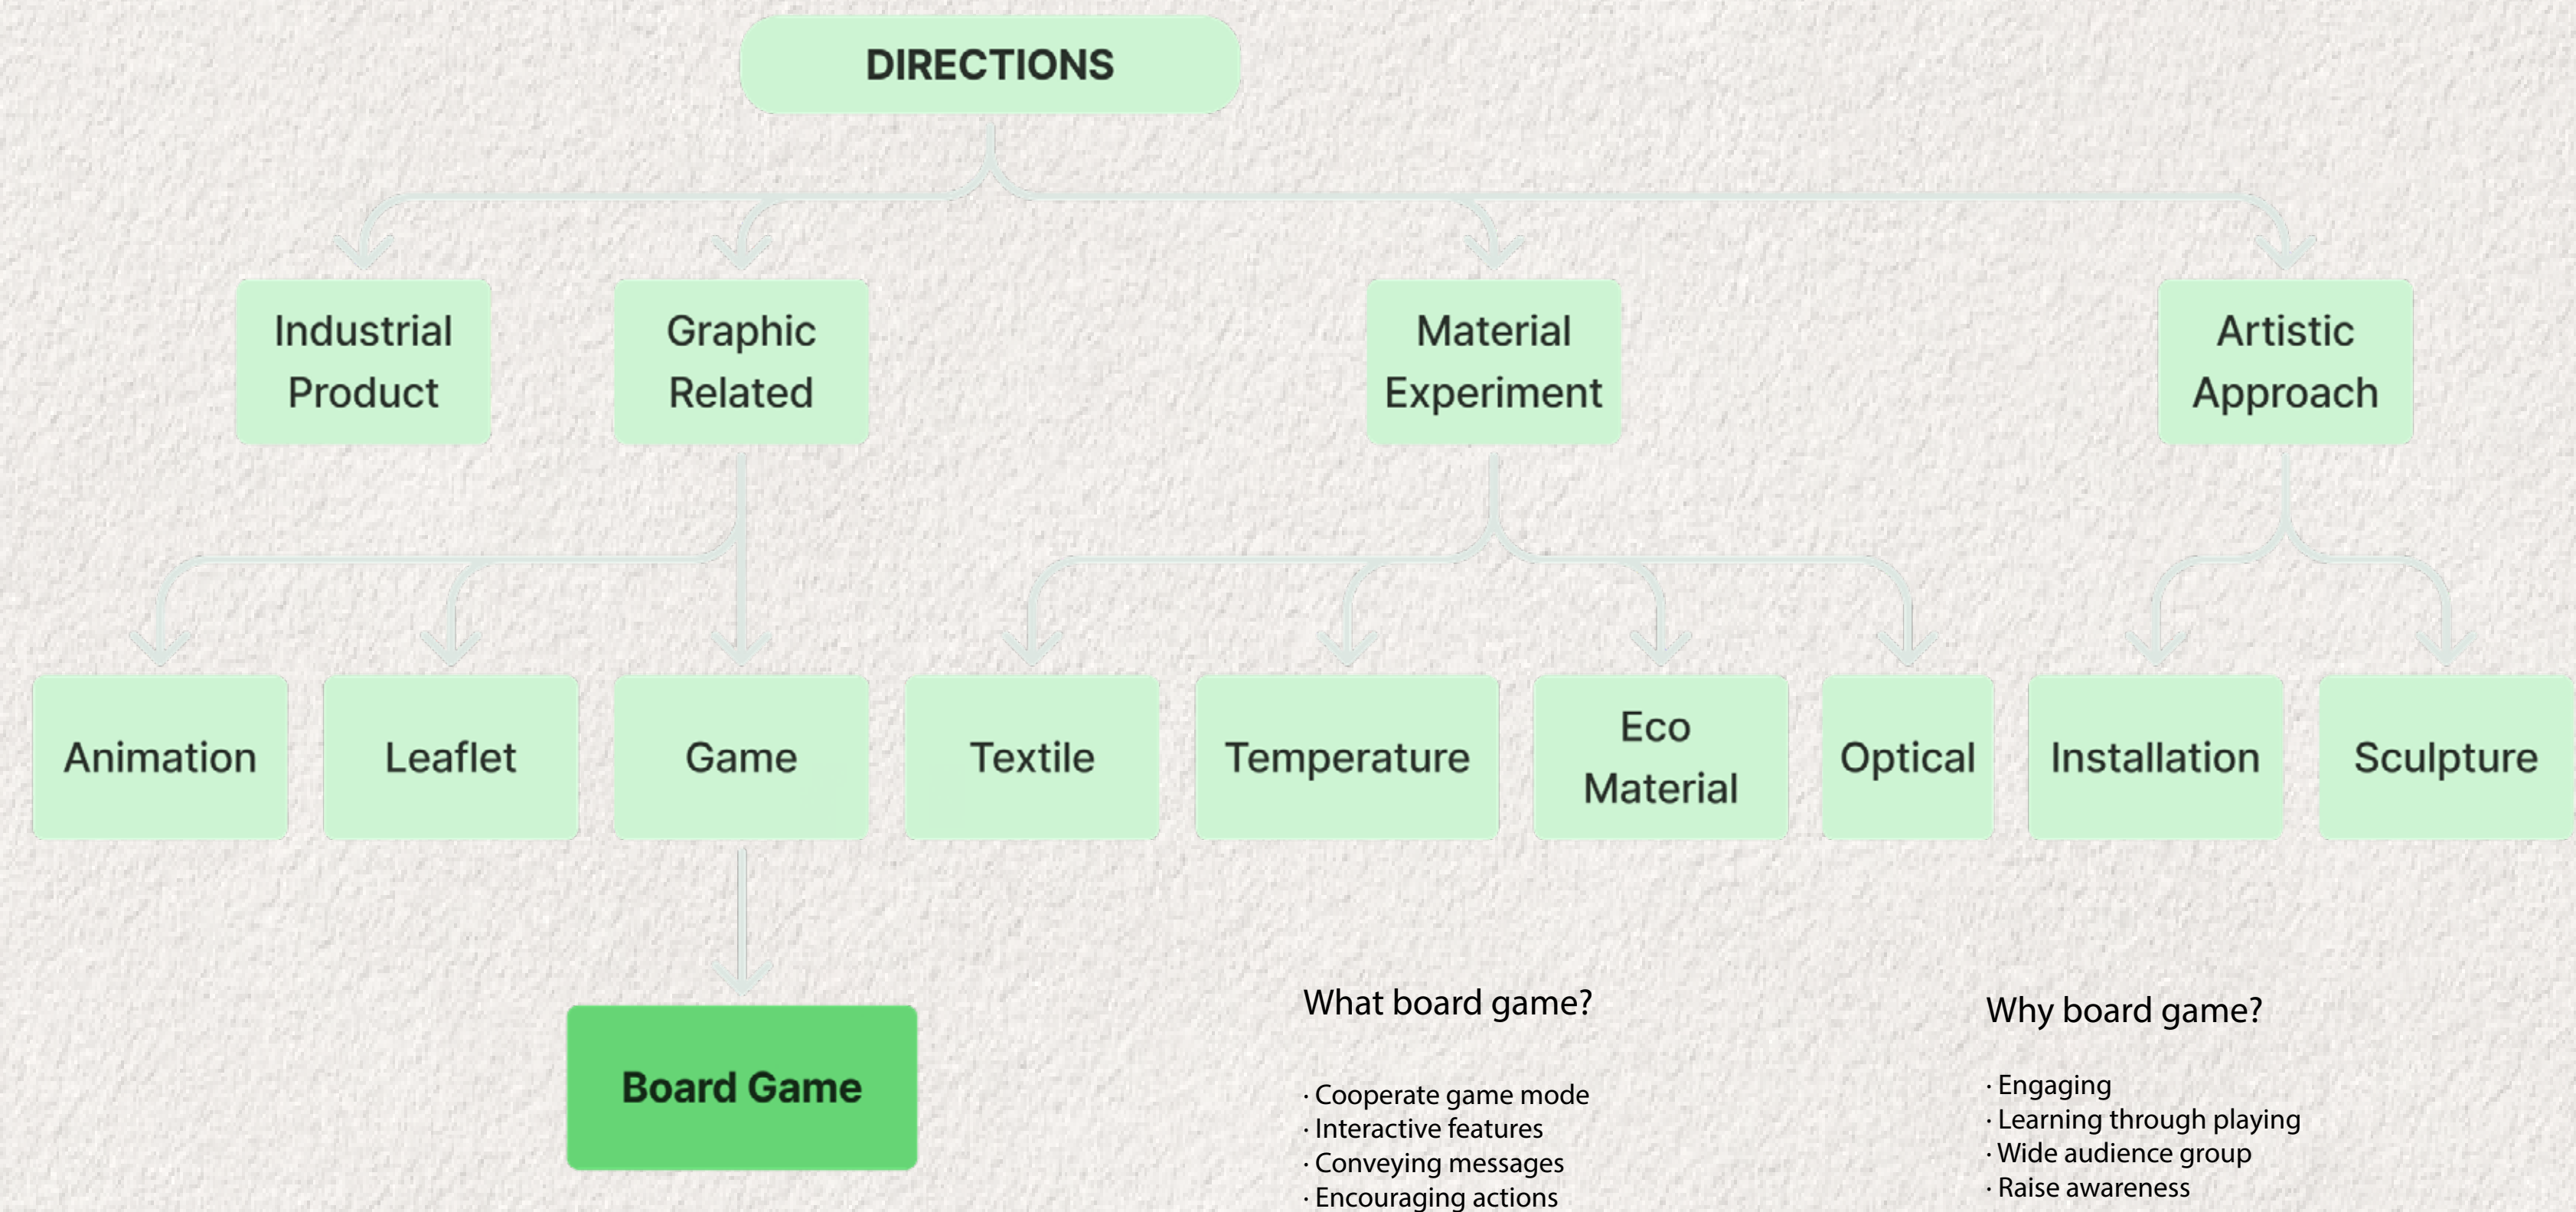 DIRECTIONS
Industrial
Product
Graphic
Related
Material
Experiment
Artistic
Approach
Animation
Leaflet
Game
Textile
Temperature
Eco
Material
Optical
Installation
Sculpture
Board Game
What board game?
· Cooperate game mode
· Interactive features
· Conveying messages
· Encouraging actions
Why board game?
· Engaging
· Learning through playing
· Wide audience group
· Raise awareness